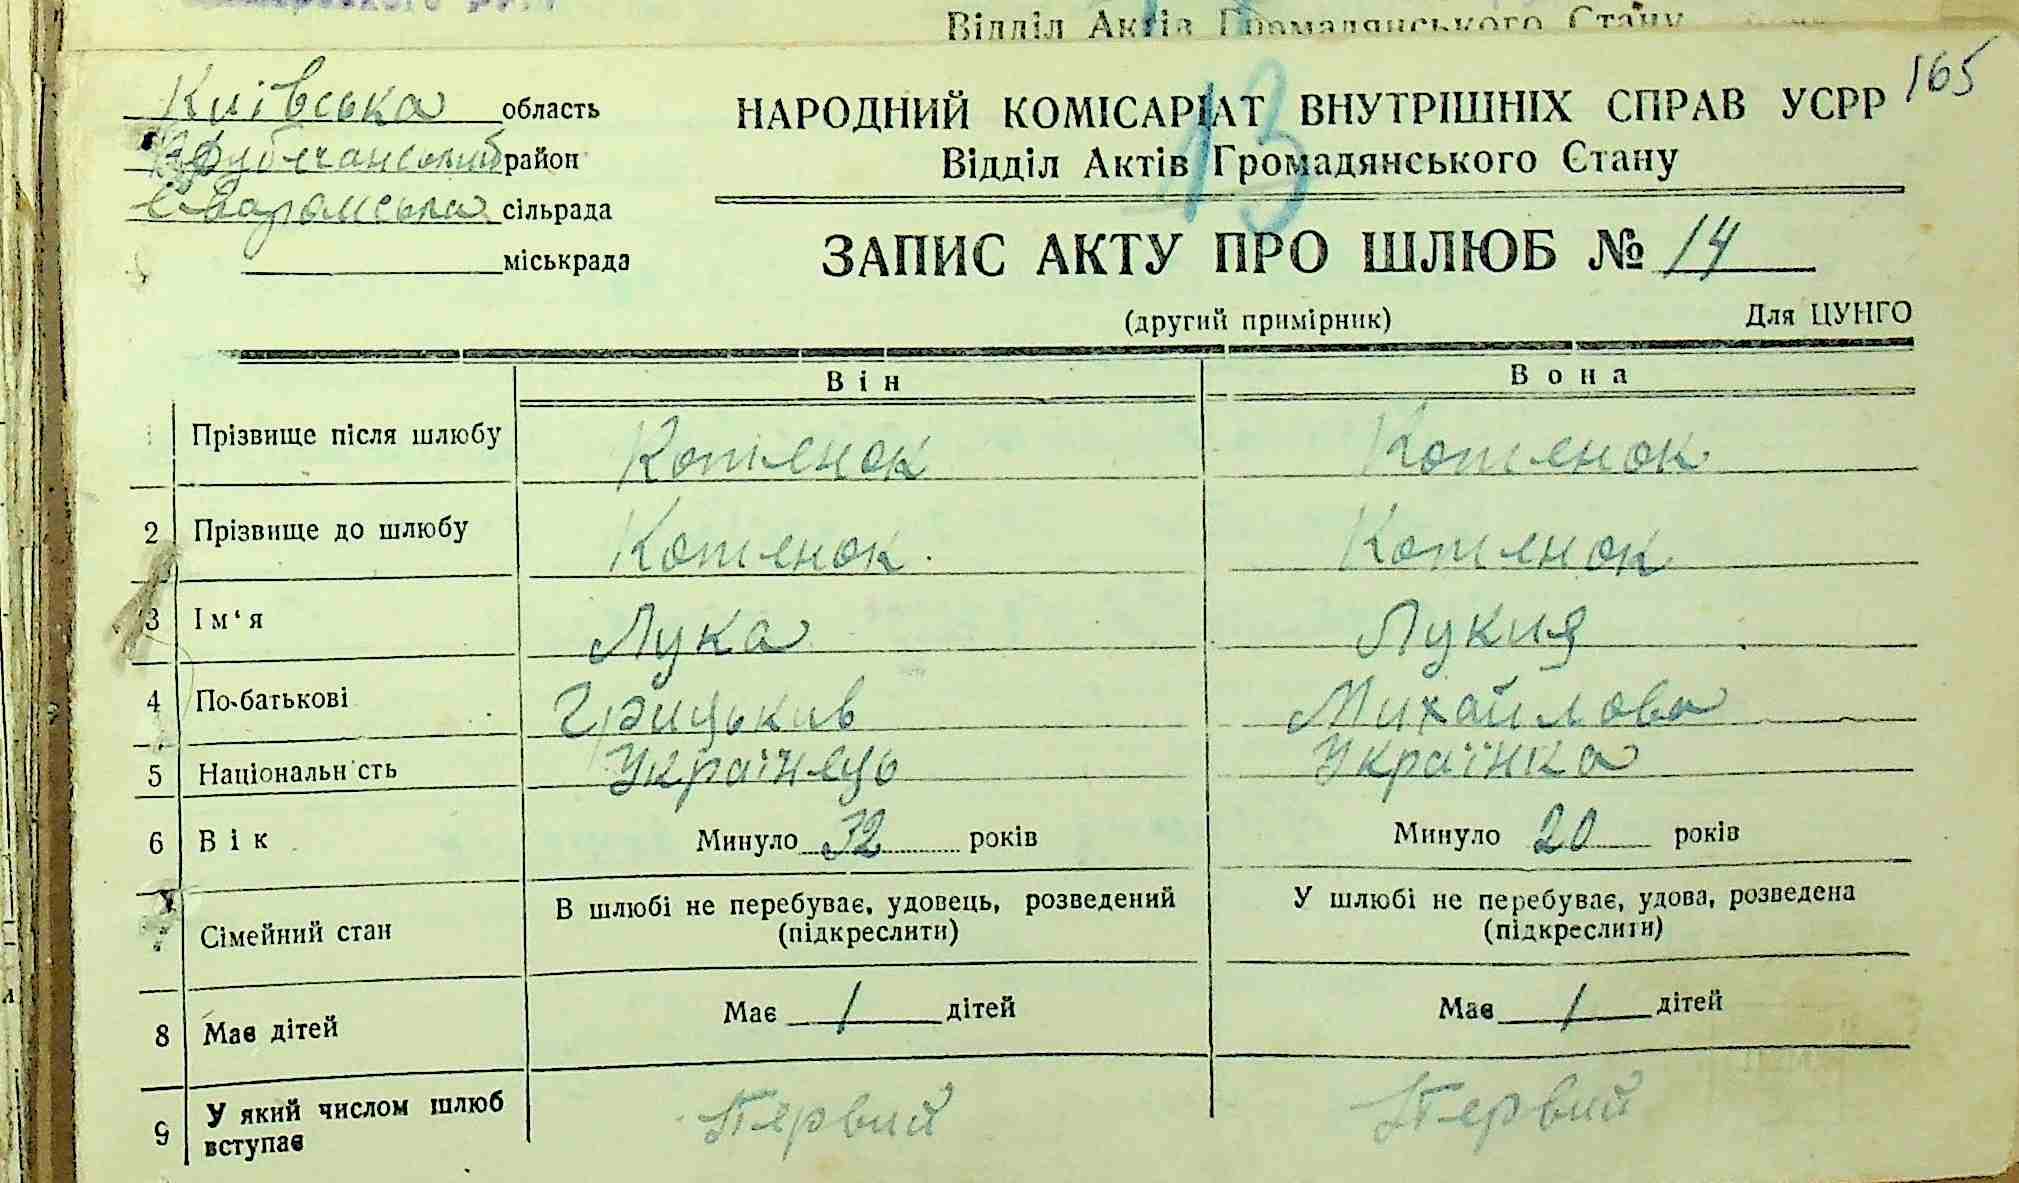 Відділ Актів Громадянського Стану
165
Київська область
район
сільрада
міськрада
НАРОДНИЙ КОМІСАРІАТ ВНУТРІШНІХ СПРАВ УСРР
Відділ Актів Громадянського Стану
13
ЗАПИС АКТУ ПРО ШЛЮБ № 14
(другий примірник) Для ЦУНГО
Він Вона
1 Прізвище після шлюбу Котенок Котенок
2 Прізвище до шлюбу Котенок Котенок
3 Ім‘я Лука Лукия
4 По-батькові Грицькив Михайлова
5 Національність Українець Українка
6 Вік Минуло 32 років Минуло 20 років
7 Сімейний стан В шлюбі не перебуває, удовець, розведений (підкреслити) У шлюбі не перебуває, удова, розведена (підкреслити)
8 Має дітей Має 1 дітей Має 1 дітей
9 У який числом шлюб вступає Первий Первий